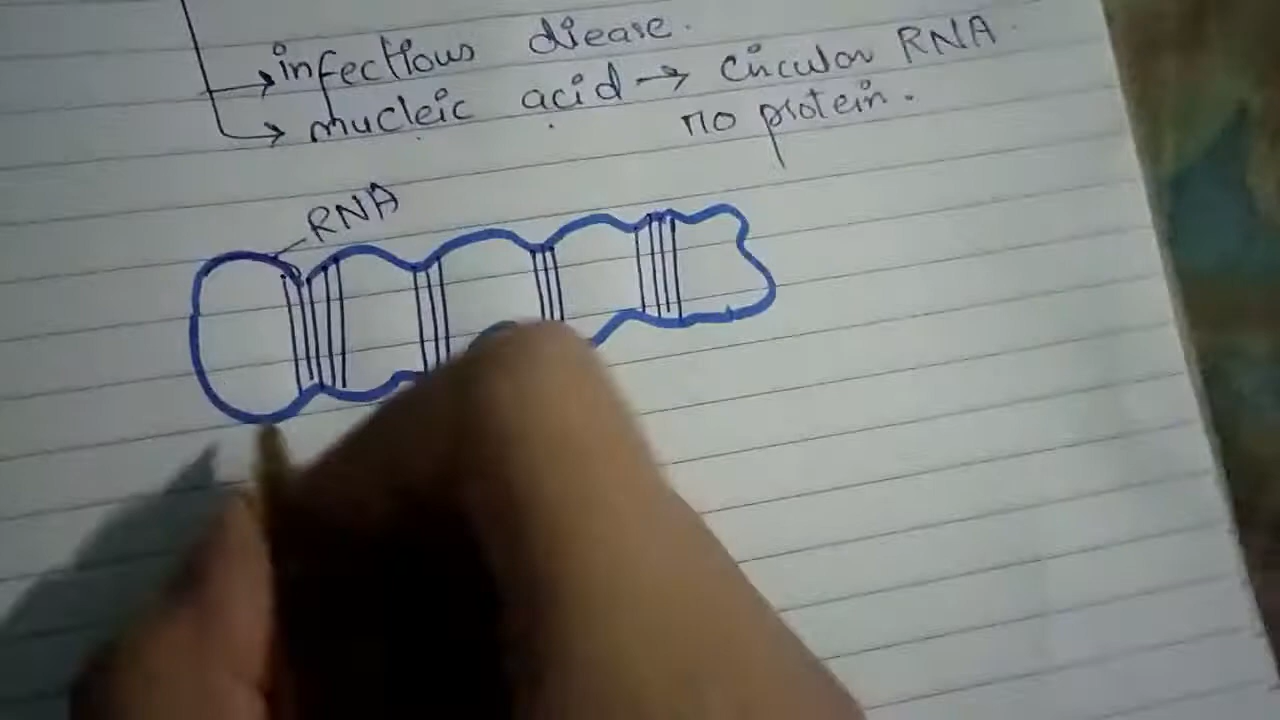 infectious diease.
nucleic acid → circular RNA
no protein.
RNA